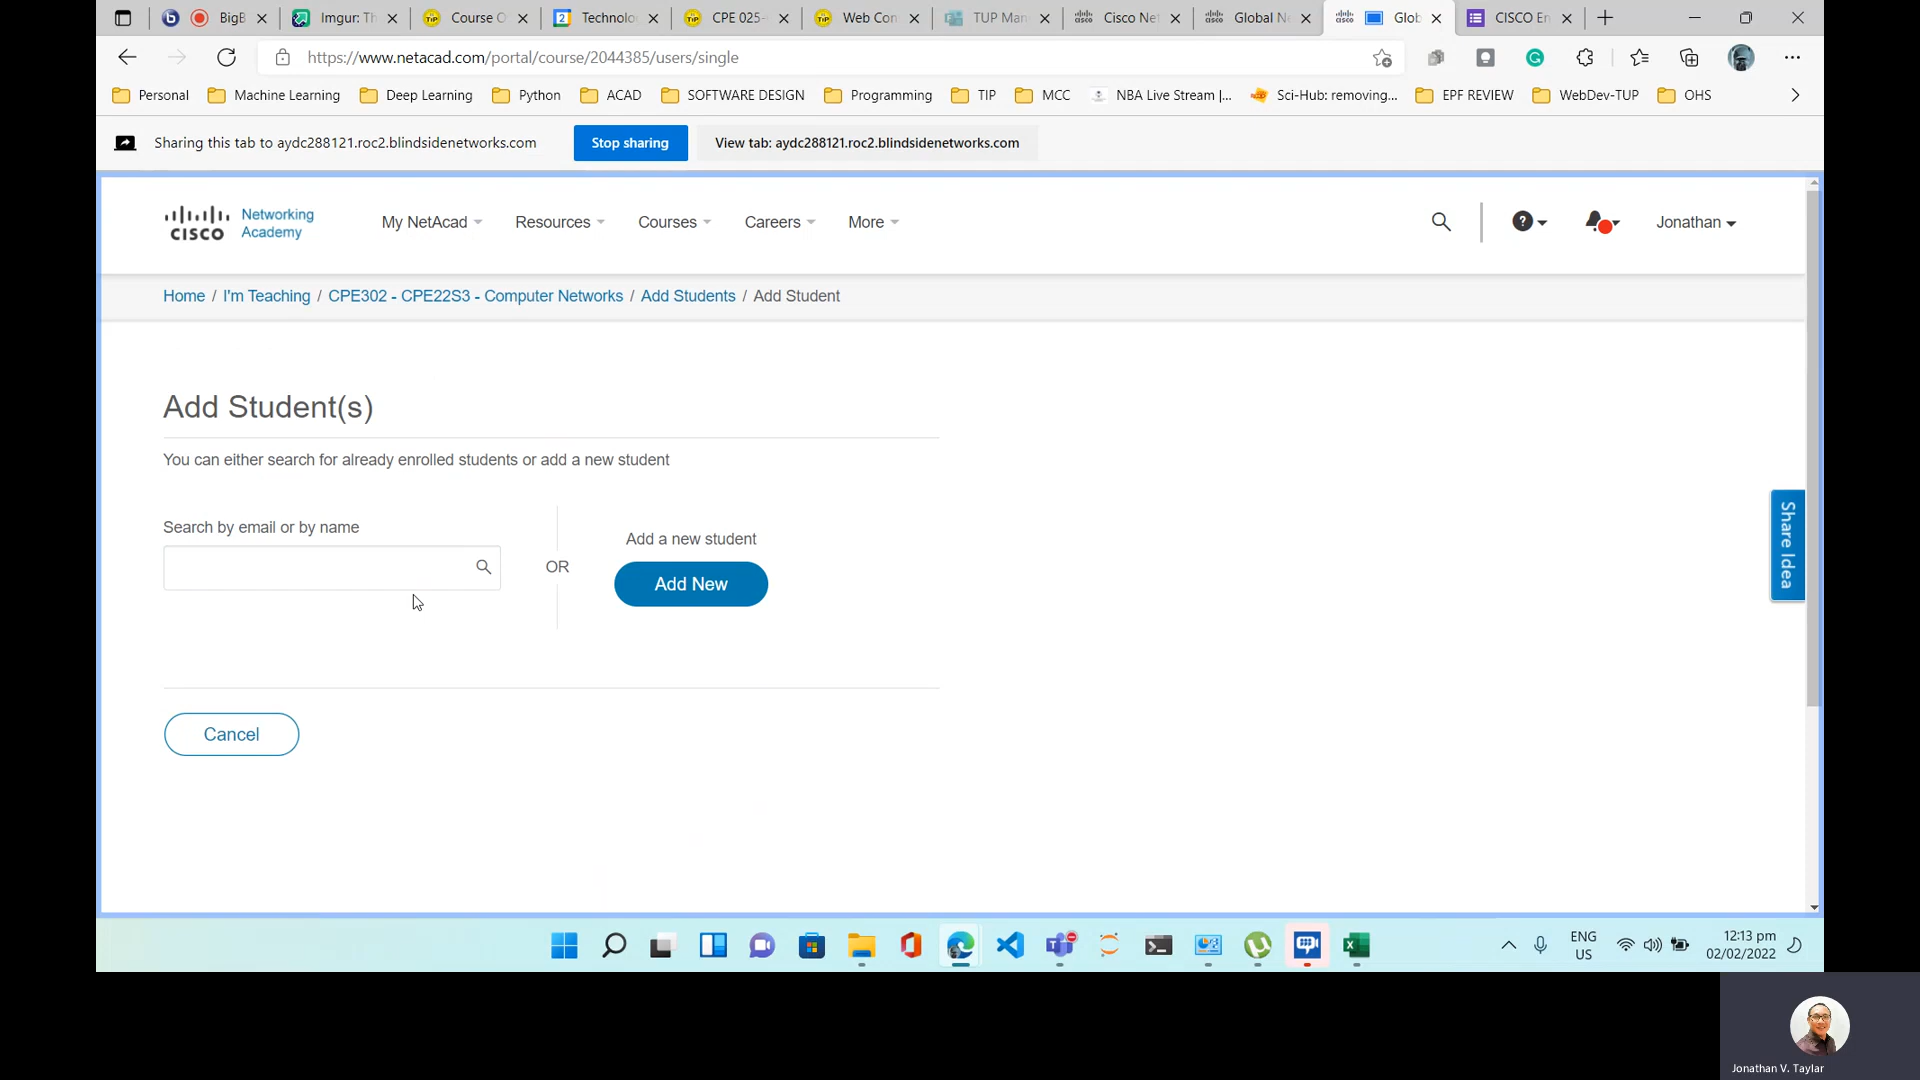 BigB
Imgur: Th
Course O
Technolo
CPE 025-
Web Con
TUP Man
Cisco Net
Global Ne
Glob
CISCO En
https://www.netacad.com/portal/course/2044385/users/single
Personal
Machine Learning
Deep Learning
Python
ACAD
SOFTWARE DESIGN
Programming
TIP
MCC
NBA Live Stream |...
Sci-Hub: removing...
EPF REVIEW
WebDev-TUP
OHS
Sharing this tab to aydc288121.roc2.blindsidenetworks.com
Stop sharing
View tab: aydc288121.roc2.blindsidenetworks.com
cisco
Networking
Academy
My NetAcad
Resources
Courses
Careers
More
Jonathan
Home / I'm Teaching / CPE302 - CPE22S3 - Computer Networks / Add Students / Add Student
Add Student(s)
You can either search for already enrolled students or add a new student
Search by email or by name
OR
Add a new student
Add New
Share Idea
Cancel
ENG
US
12:13 pm
02/02/2022
Jonathan V. Taylar